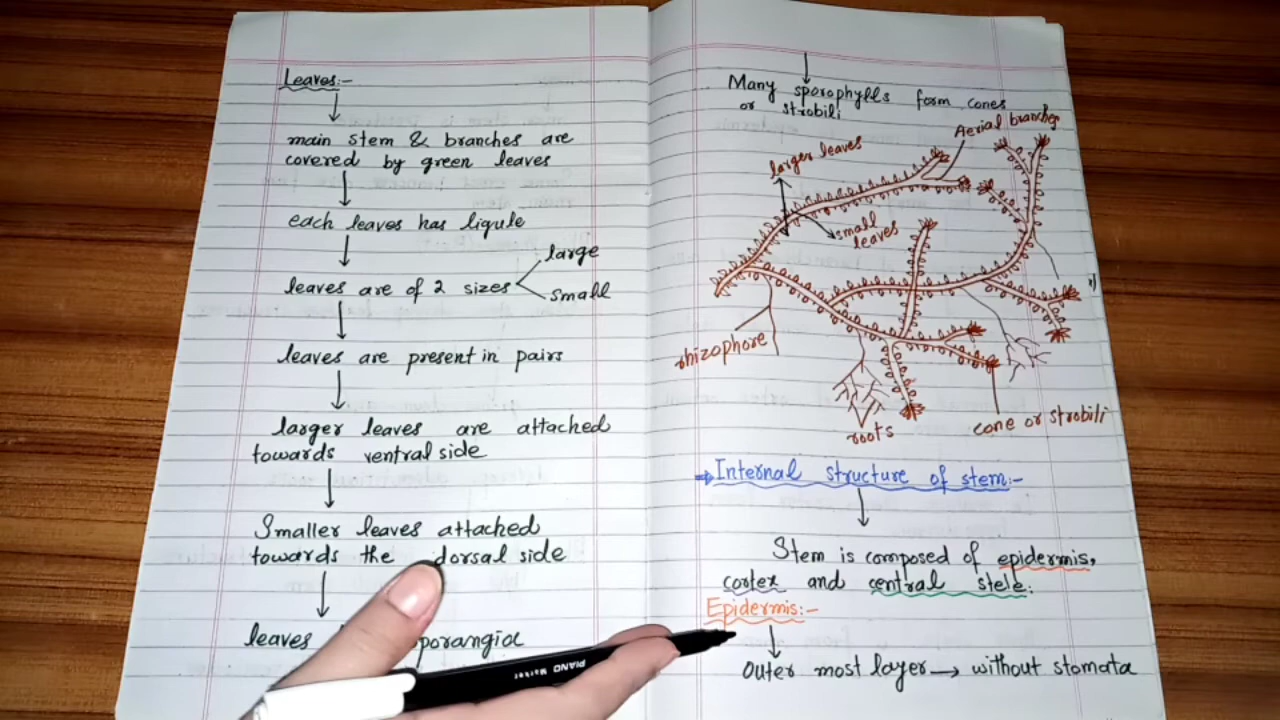 Leaves:-
main stem & branches are
covered by green leaves
each leaves has ligule
leaves are of 2 sizes
large
small
leaves are present in pairs
larger leaves are attached
towards ventral side
Smaller leaves attached
towards the dorsal side
leaves
porangia
Many sporophylls form cones
or strobili
Aerial branches
larger leaves
small
leaves
rhizophore
roots
cone or strobili
Internal structure of stem:-
Stem is composed of epidermis,
cortex and central stele.
Epidermis:-
Outer most layer → without stomata
PIANO Marker